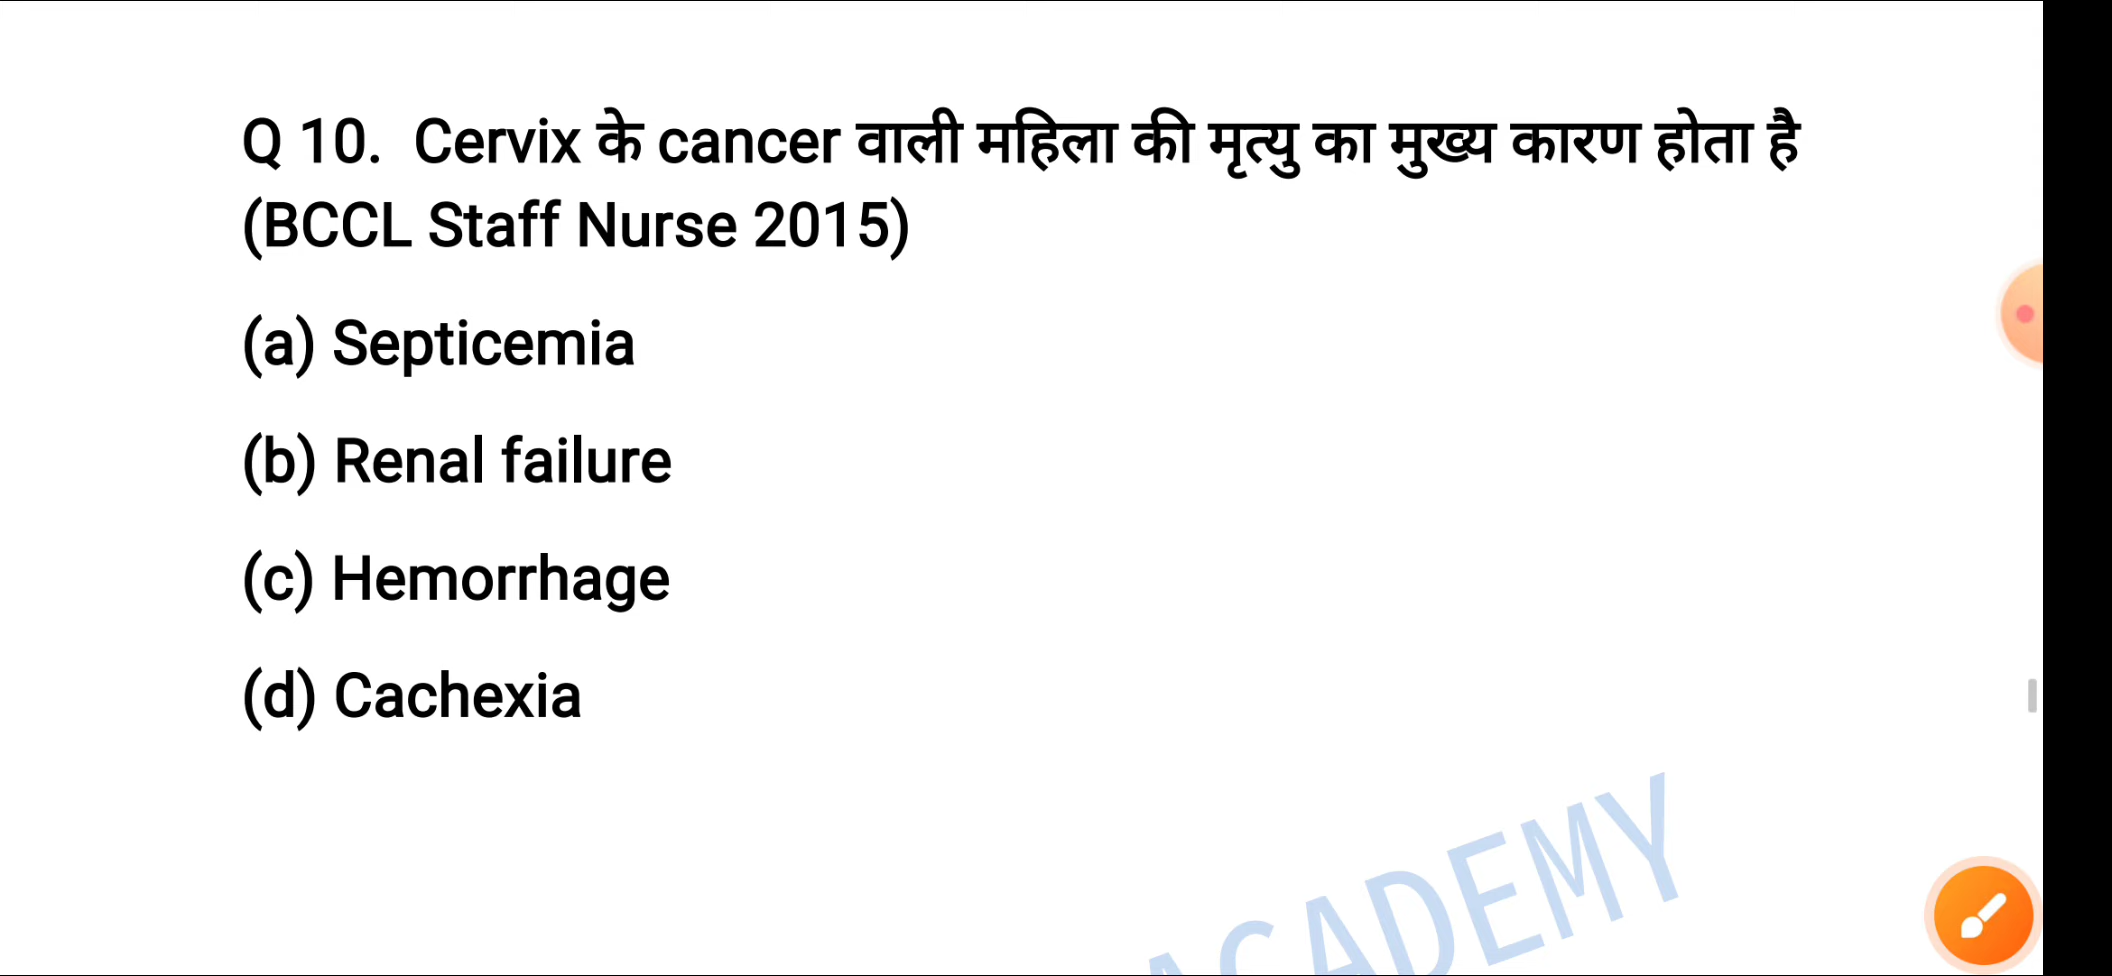 Q 10. Cervix के cancer वाली महिला की मृत्यु का मुख्य कारण होता है
(BCCL Staff Nurse 2015)
(a) Septicemia
(b) Renal failure
(c) Hemorrhage
(d) Cachexia
ACADEMY